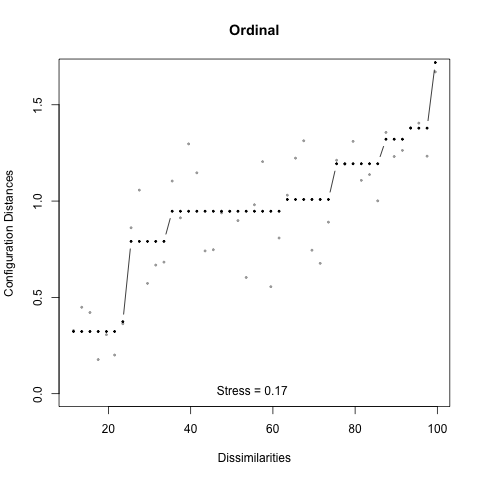 Ordinal
Configuration Distances
1.5
1.0
0.5
0.0
Stress = 0.17
20 40 60 80 100
Dissimilarities